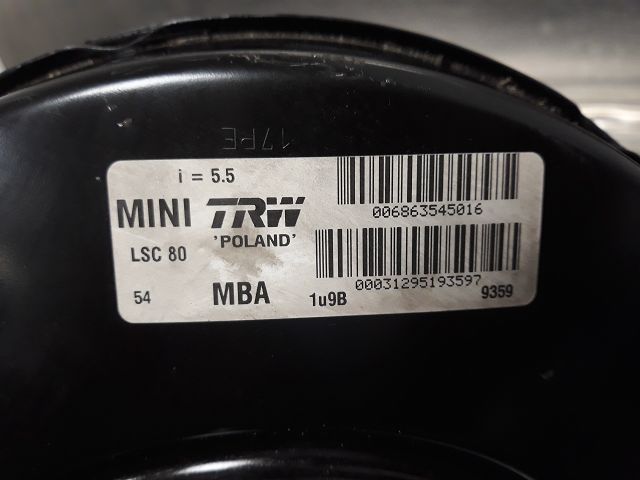 17PE
i = 5.5
006863545016
MINI TRW
'POLAND'
LSC 80
00031295193597
54 MBA 1u9B 9359